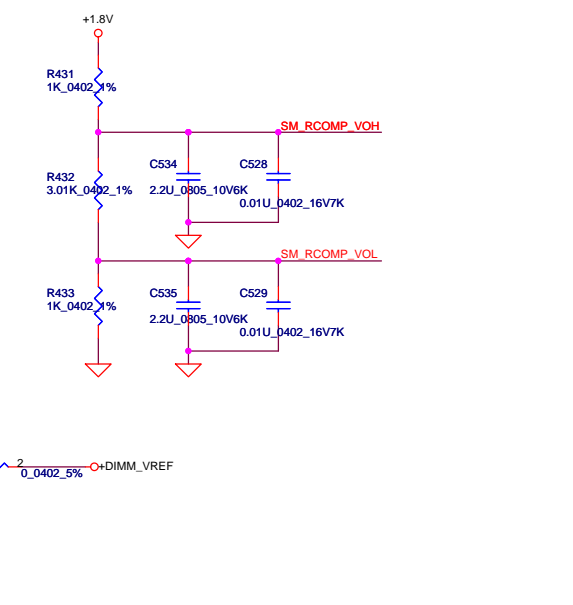 +1.8V
R431
1K_0402_1%
SM_RCOMP_VOH
C534
C528
R432
3.01K_0402_1%
2.2U_0805_10V6K
0.01U_0402_16V7K
SM_RCOMP_VOL
R433
1K_0402_1%
C535
C529
2.2U_0805_10V6K
0.01U_0402_16V7K
2
0_0402_5%
+DIMM_VREF